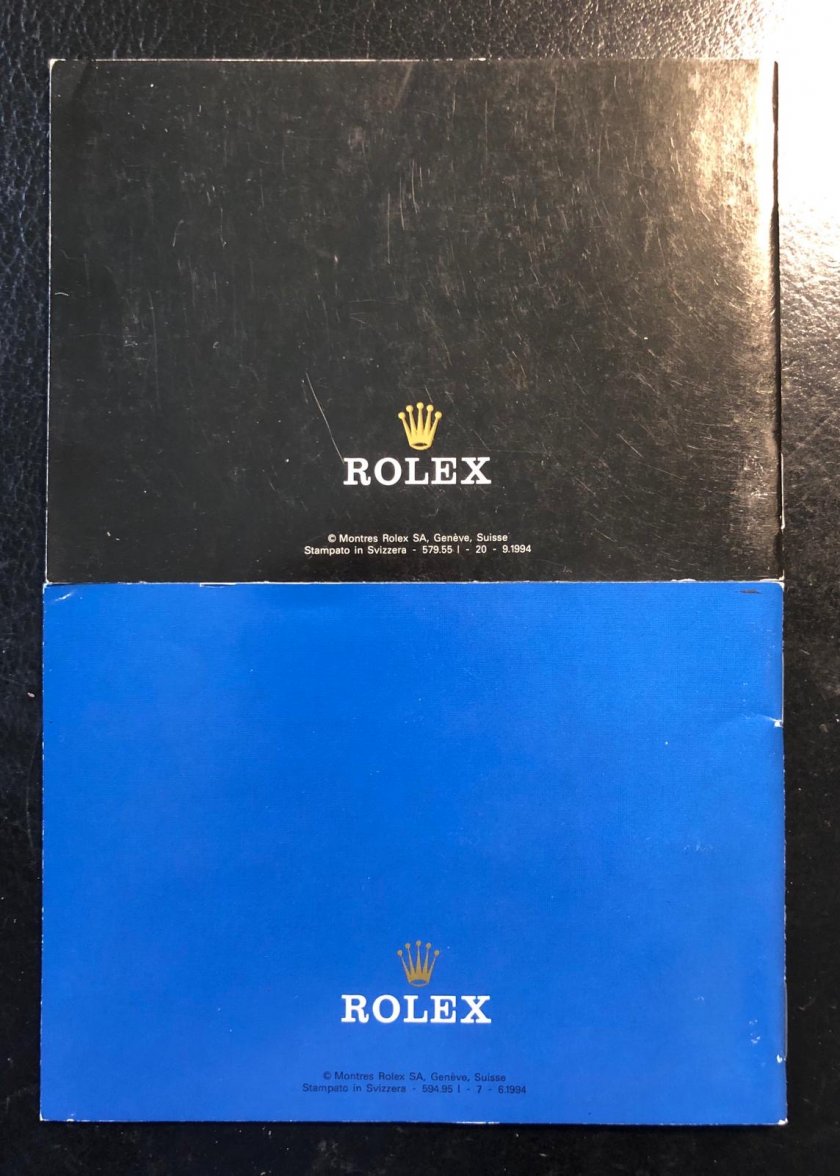 ROLEX
© Montres Rolex SA, Genève, Suisse
Stampato in Svizzera - 579.55 I - 20 - 9.1994
ROLEX
© Montres Rolex SA, Genève, Suisse
Stampato in Svizzera - 594.95 I - 7 - 6.1994